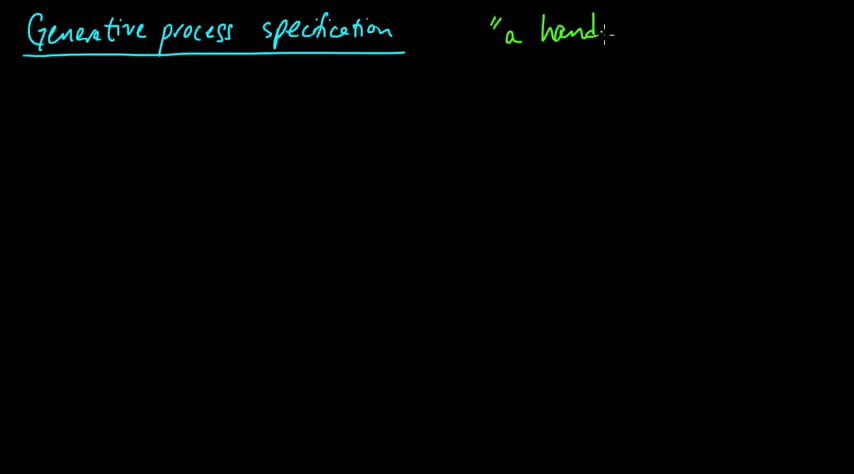 Generative process specification "a hand